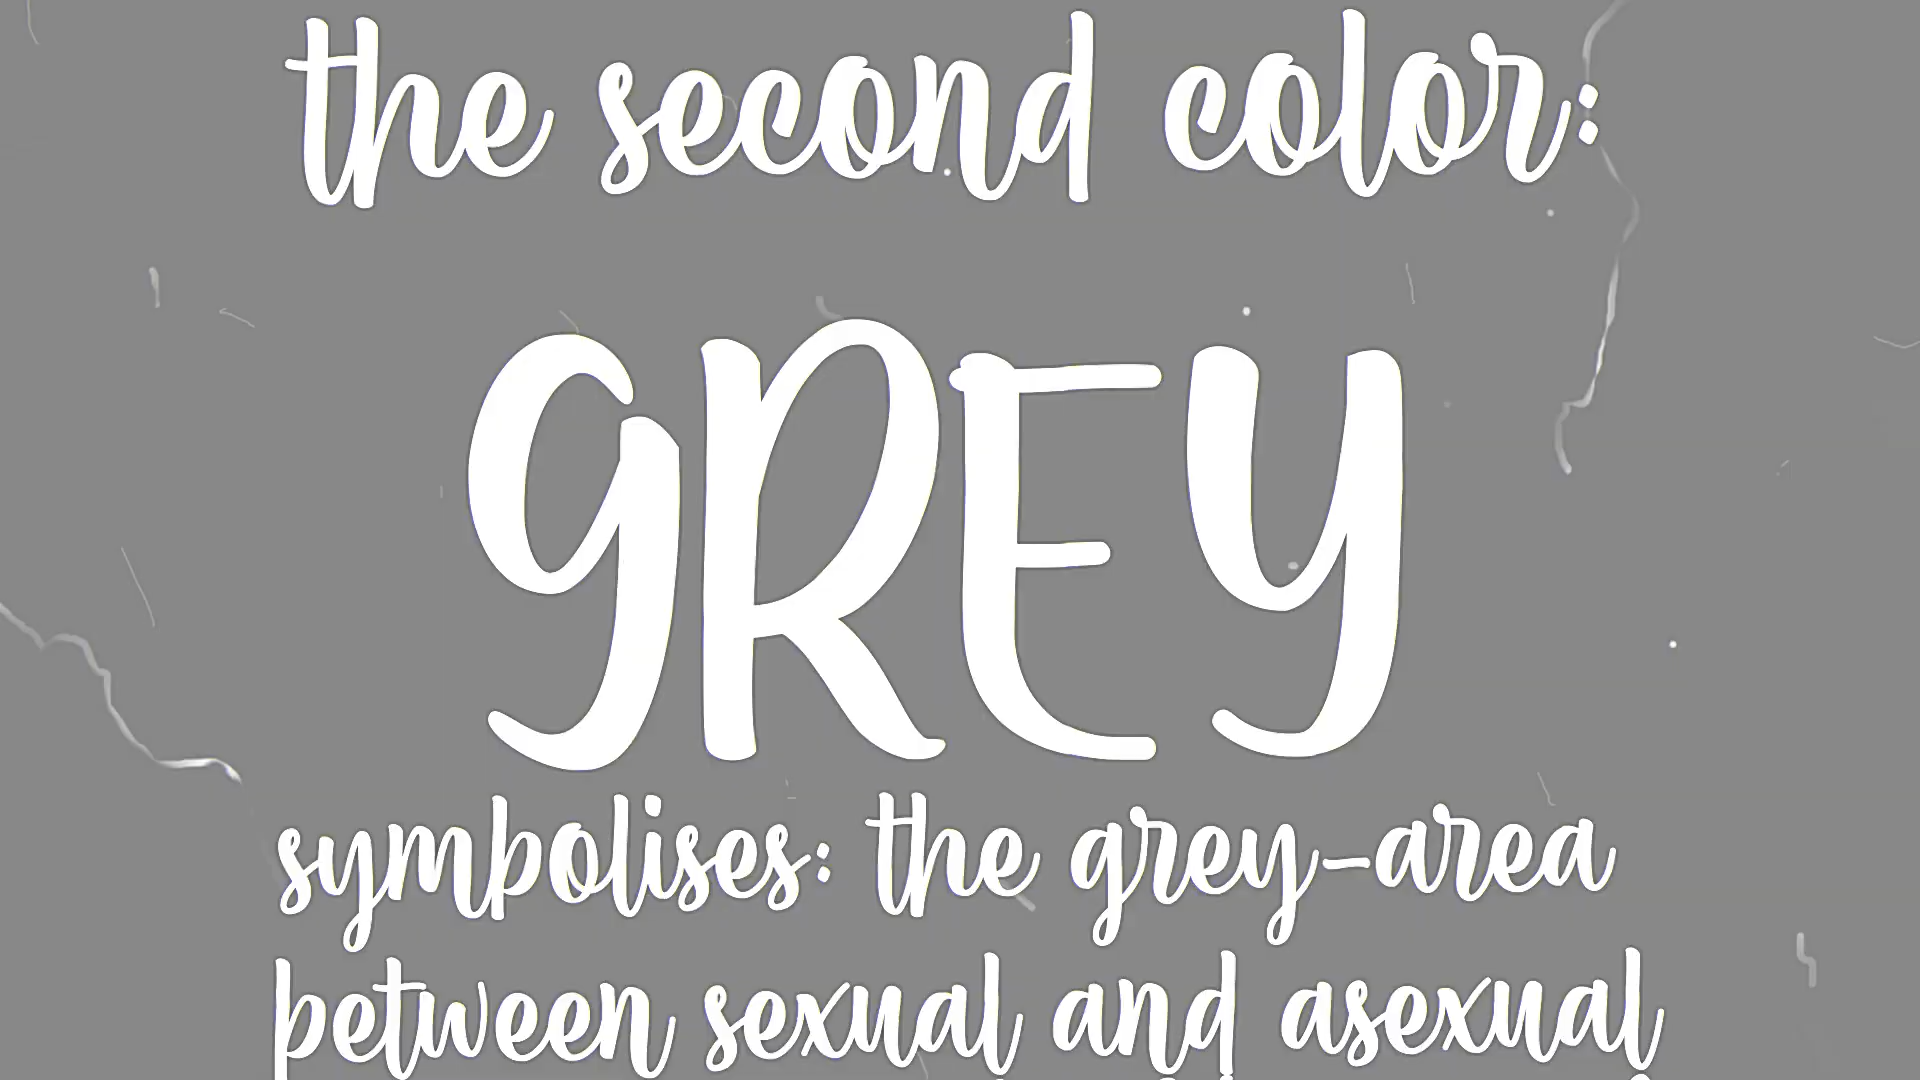 the second color:
GREY
symbolises: the grey-area
between sexual and asexual